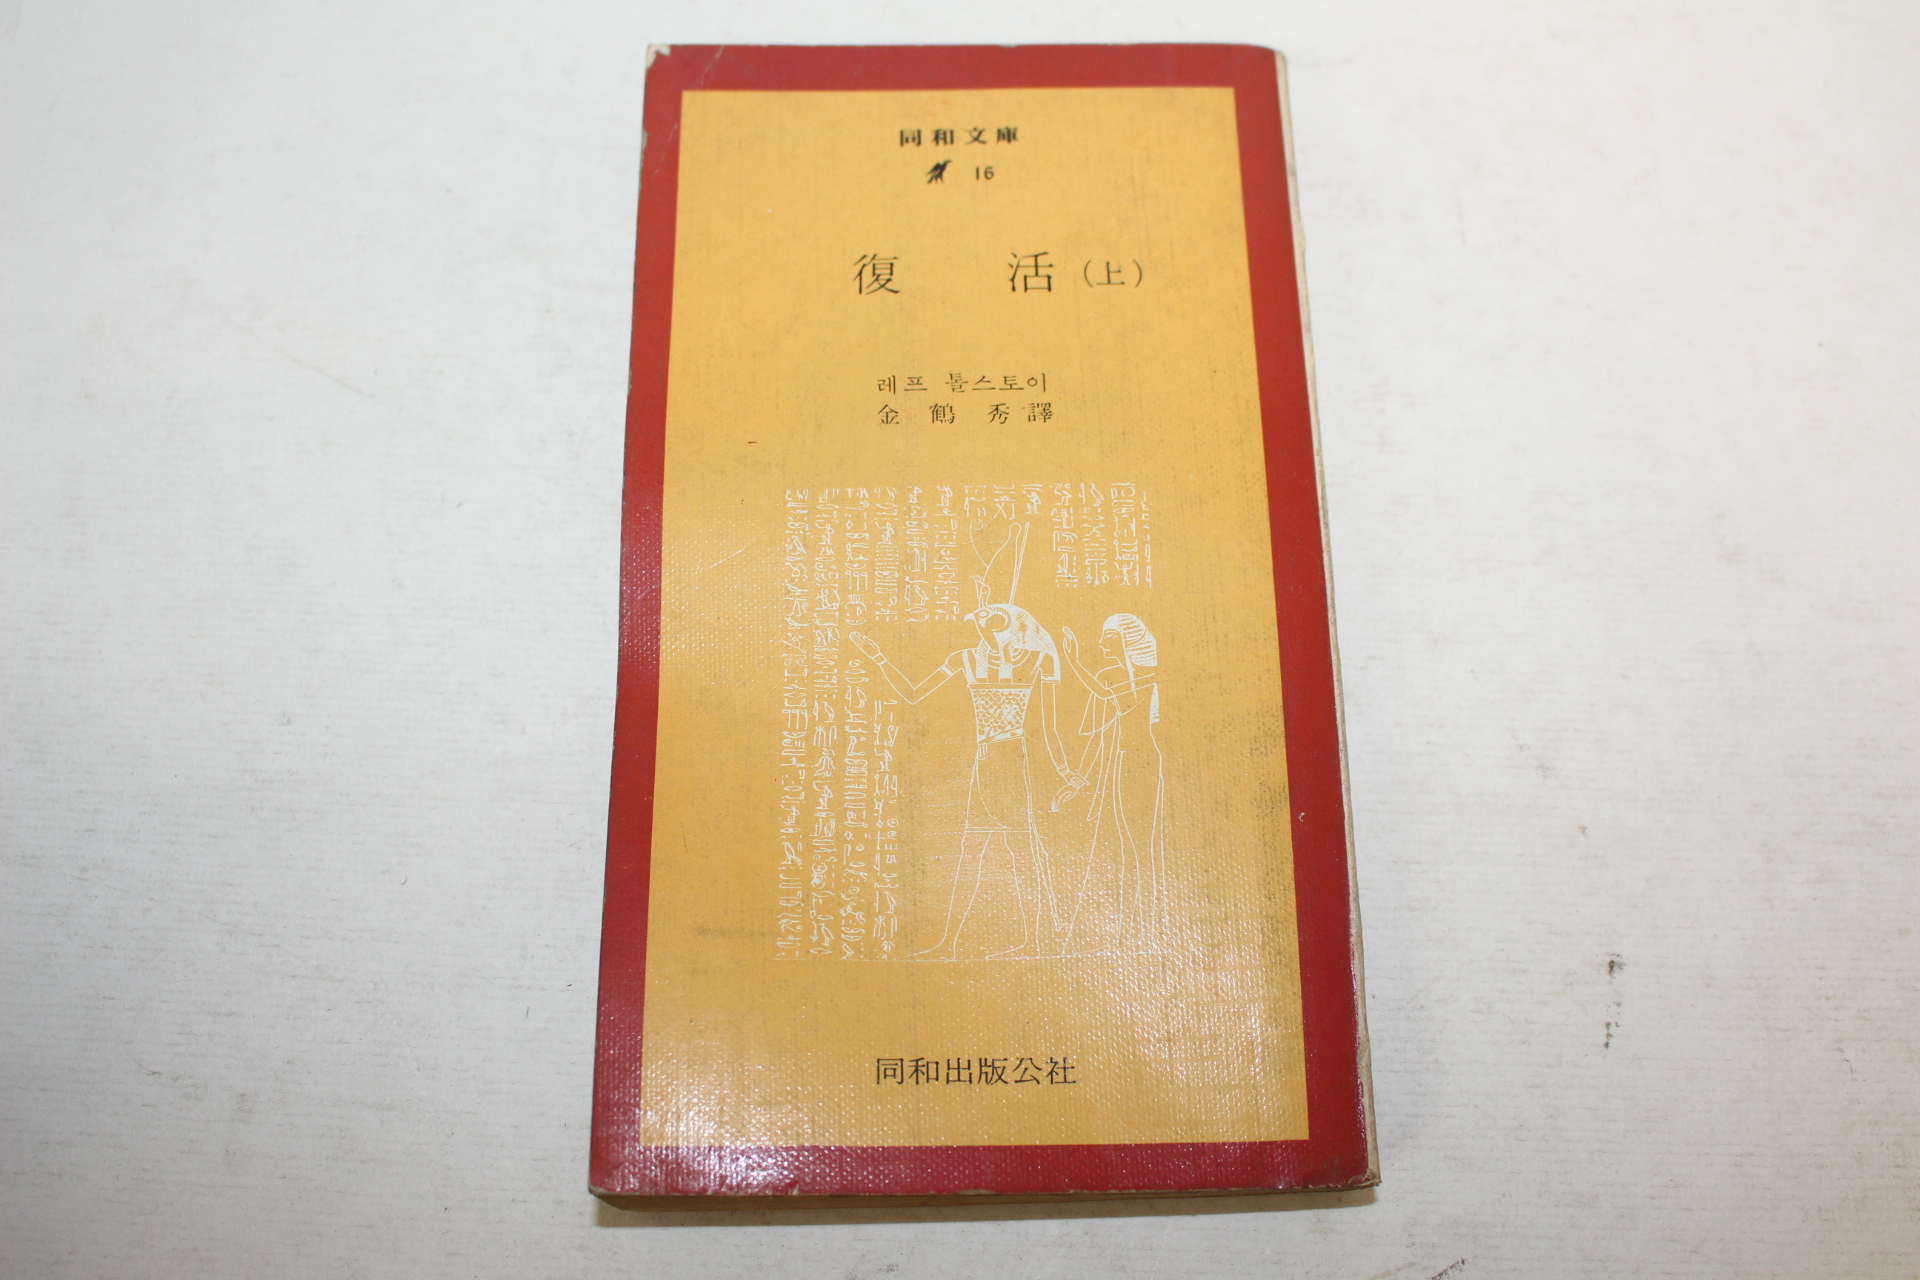 同和文庫
16
復活(上)
레프 톨스토이
金鶴秀 譯
同和出版公社